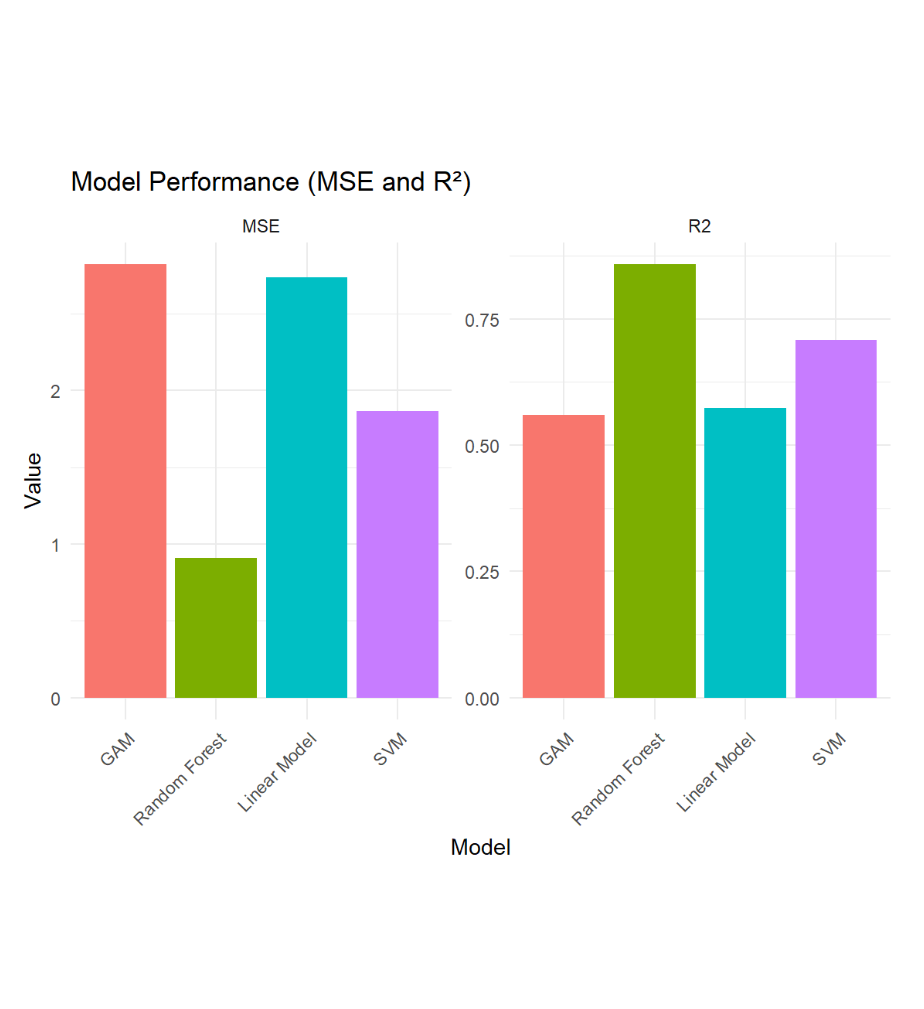 Model Performance (MSE and R²)
MSE
R2
Value
2
1
0
0.75
0.50
0.25
0.00
GAM
Random Forest
Linear Model
SVM
GAM
Random Forest
Linear Model
SVM
Model